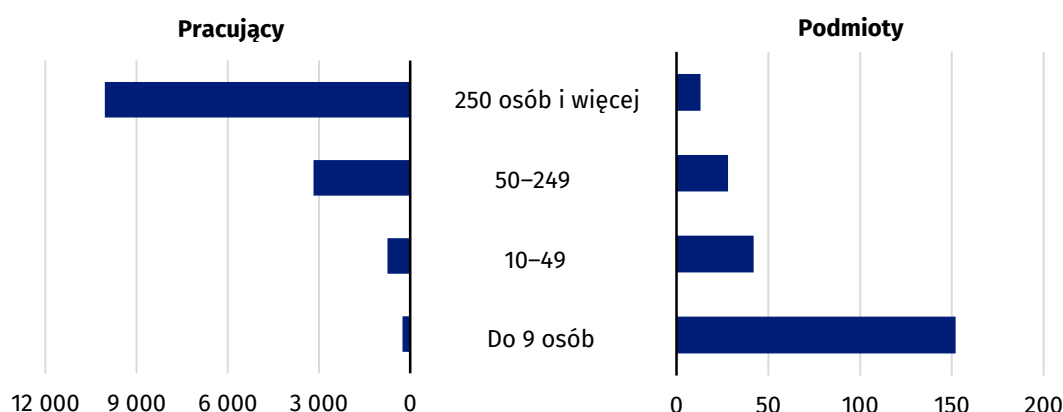 Pracujący
Podmioty
250 osób i więcej
50–249
10–49
Do 9 osób
12 000 9 000 6 000 3 000 0
0 50 100 150 200